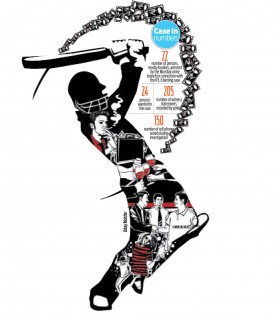 Case in
numbers
22
number of persons,
mostly bookies, arrested
by the Mumbai crime
branch in connection with
the IPL 6 betting case
24
persons
wanted in
the case
205
number of witness
statements
recorded by police
150
number of cell phones
seized during
investigation